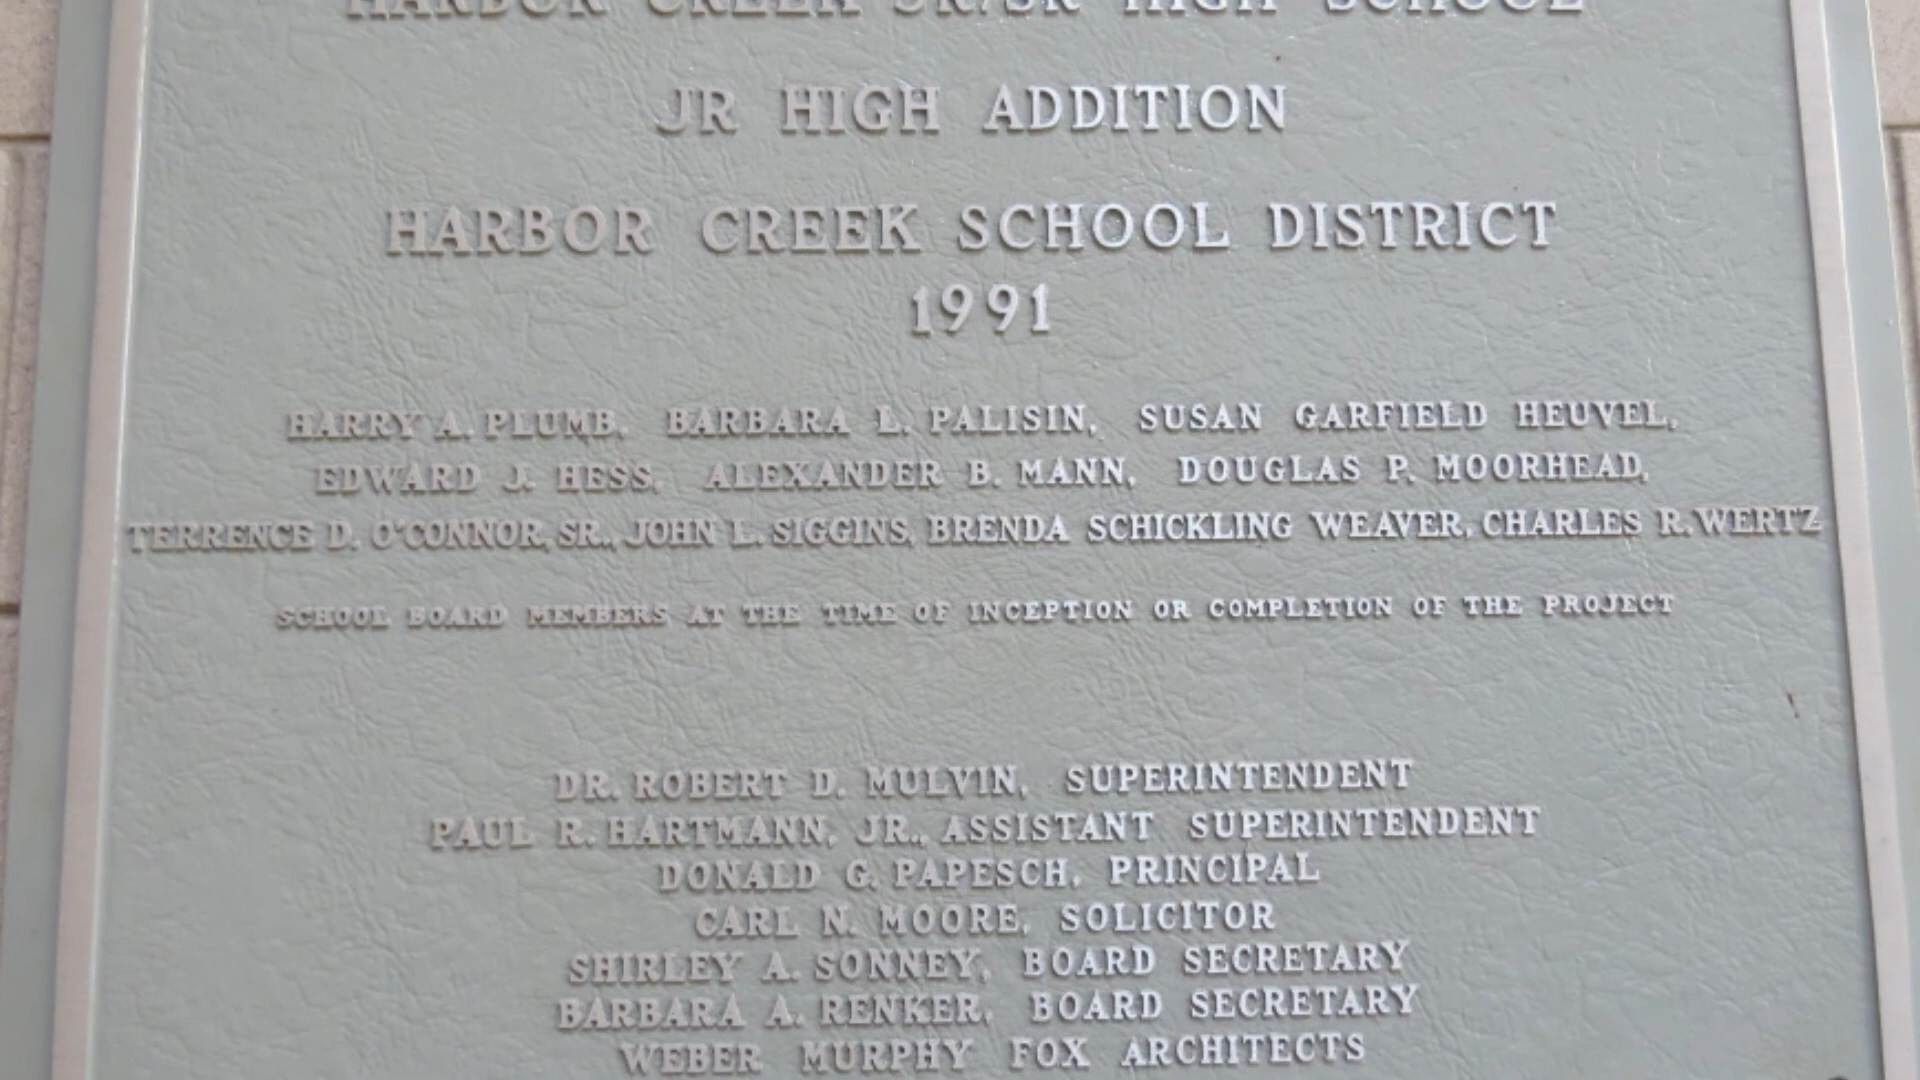 HARBOR CREEK JR/SR HIGH SCHOOL
JR HIGH ADDITION
HARBOR CREEK SCHOOL DISTRICT
1991
HARRY A. PLUMB, BARBARA L. PALISIN, SUSAN GARFIELD HEUVEL,
EDWARD J. HESS, ALEXANDER B. MANN, DOUGLAS P. MOORHEAD,
TERRENCE D. O'CONNOR, SR., JOHN L. SIGGINS, BRENDA SCHICKLING WEAVER, CHARLES R. WERTZ
SCHOOL BOARD MEMBERS AT THE TIME OF INCEPTION OR COMPLETION OF THE PROJECT
DR. ROBERT D. MULVIN, SUPERINTENDENT
PAUL R. HARTMANN, JR., ASSISTANT SUPERINTENDENT
DONALD G. PAPESCH, PRINCIPAL
CARL N. MOORE, SOLICITOR
SHIRLEY A. SONNEY, BOARD SECRETARY
BARBARA A. RENKER, BOARD SECRETARY
WEBER MURPHY FOX ARCHITECTS